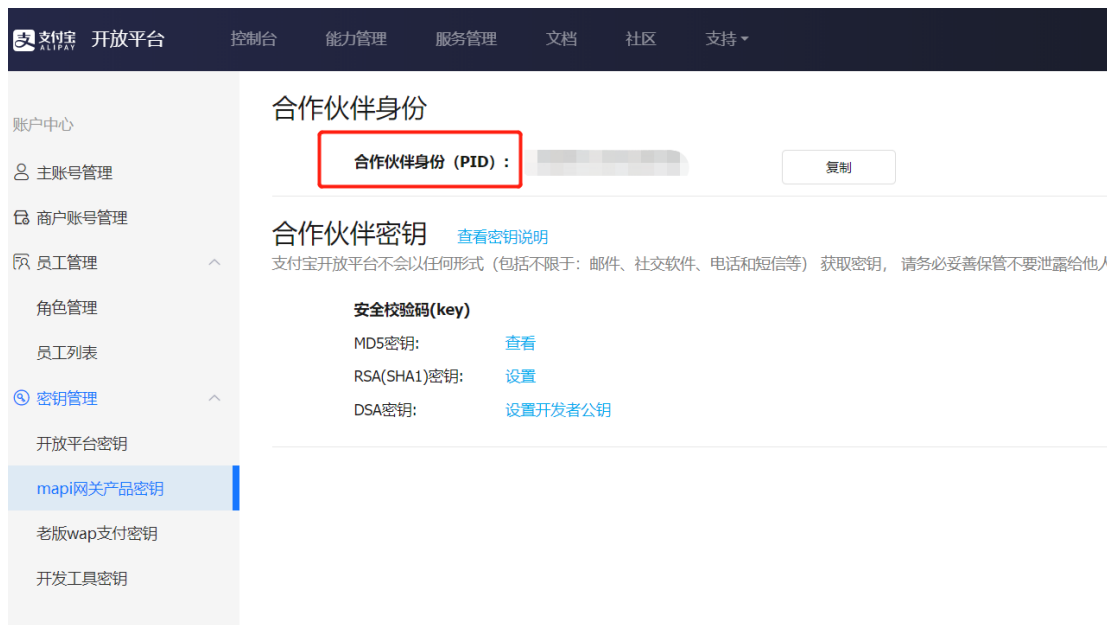 支 支付宝 ALIPAY 开放平台 控制台 能力管理 服务管理 文档 社区 支持
账户中心
主账号管理
商户账号管理
员工管理
角色管理
员工列表
密钥管理
开放平台密钥
mapi网关产品密钥
老版wap支付密钥
开发工具密钥
合作伙伴身份
合作伙伴身份（PID）: 复制
合作伙伴密钥 查看密钥说明
支付宝开放平台不会以任何形式（包括不限于：邮件、社交软件、电话和短信等） 获取密钥， 请务必妥善保管不要泄露给他人
安全校验码(key)
MD5密钥: 查看
RSA(SHA1)密钥: 设置
DSA密钥: 设置开发者公钥